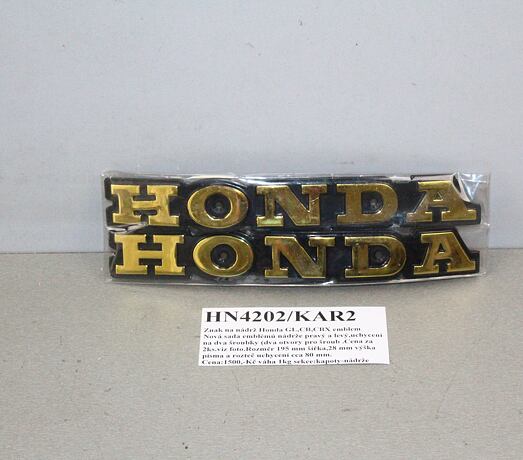 HONDA
HONDA
HN4202/KAR2
Znak na nádrž Honda GL,CB,CBX emblem
Nová sada emblémů nádrže pravý a levý,uchycení
na dva šroubky (dva otvory pro šroub .Cena za
2ks.viz foto.Rozměr 195 mm šířka,28 mm výška
písma a rozteč uchycení cca 80 mm.
Cena:1500,-Kč váha 1kg sekce:kapoty-nádrže